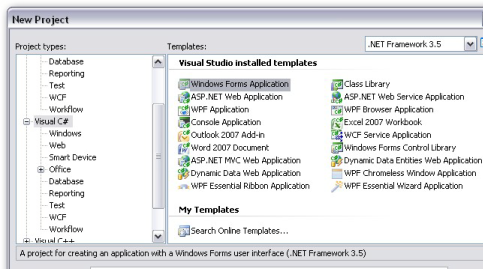 New Project
Project types:
Templates:
.NET Framework 3.5
Database
Reporting
Test
WCF
Workflow
Visual C#
Windows
Web
Smart Device
Office
Database
Reporting
Test
WCF
Workflow
Visual C++
Visual Studio installed templates
Windows Forms Application
ASP.NET Web Application
WPF Application
Console Application
Outlook 2007 Add-in
Word 2007 Document
ASP.NET MVC Web Application
Dynamic Data Web Application
WPF Essential Ribbon Application
Class Library
ASP.NET Web Service Application
WPF Browser Application
Excel 2007 Workbook
WCF Service Application
Windows Forms Control Library
Dynamic Data Entities Web Application
WPF Chromeless Window Application
WPF Essential Wizard Application
My Templates
Search Online Templates...
A project for creating an application with a Windows Forms user interface (.NET Framework 3.5)